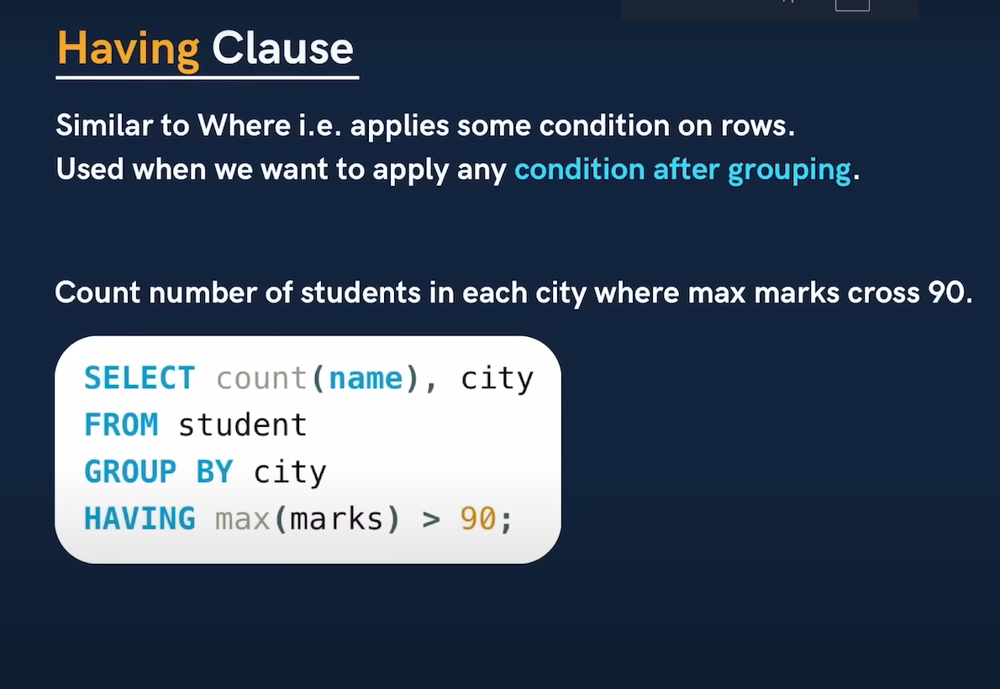 Having Clause
Similar to Where i.e. applies some condition on rows.
Used when we want to apply any condition after grouping.
Count number of students in each city where max marks cross 90.
SELECT count(name), city
FROM student
GROUP BY city
HAVING max(marks) > 90;